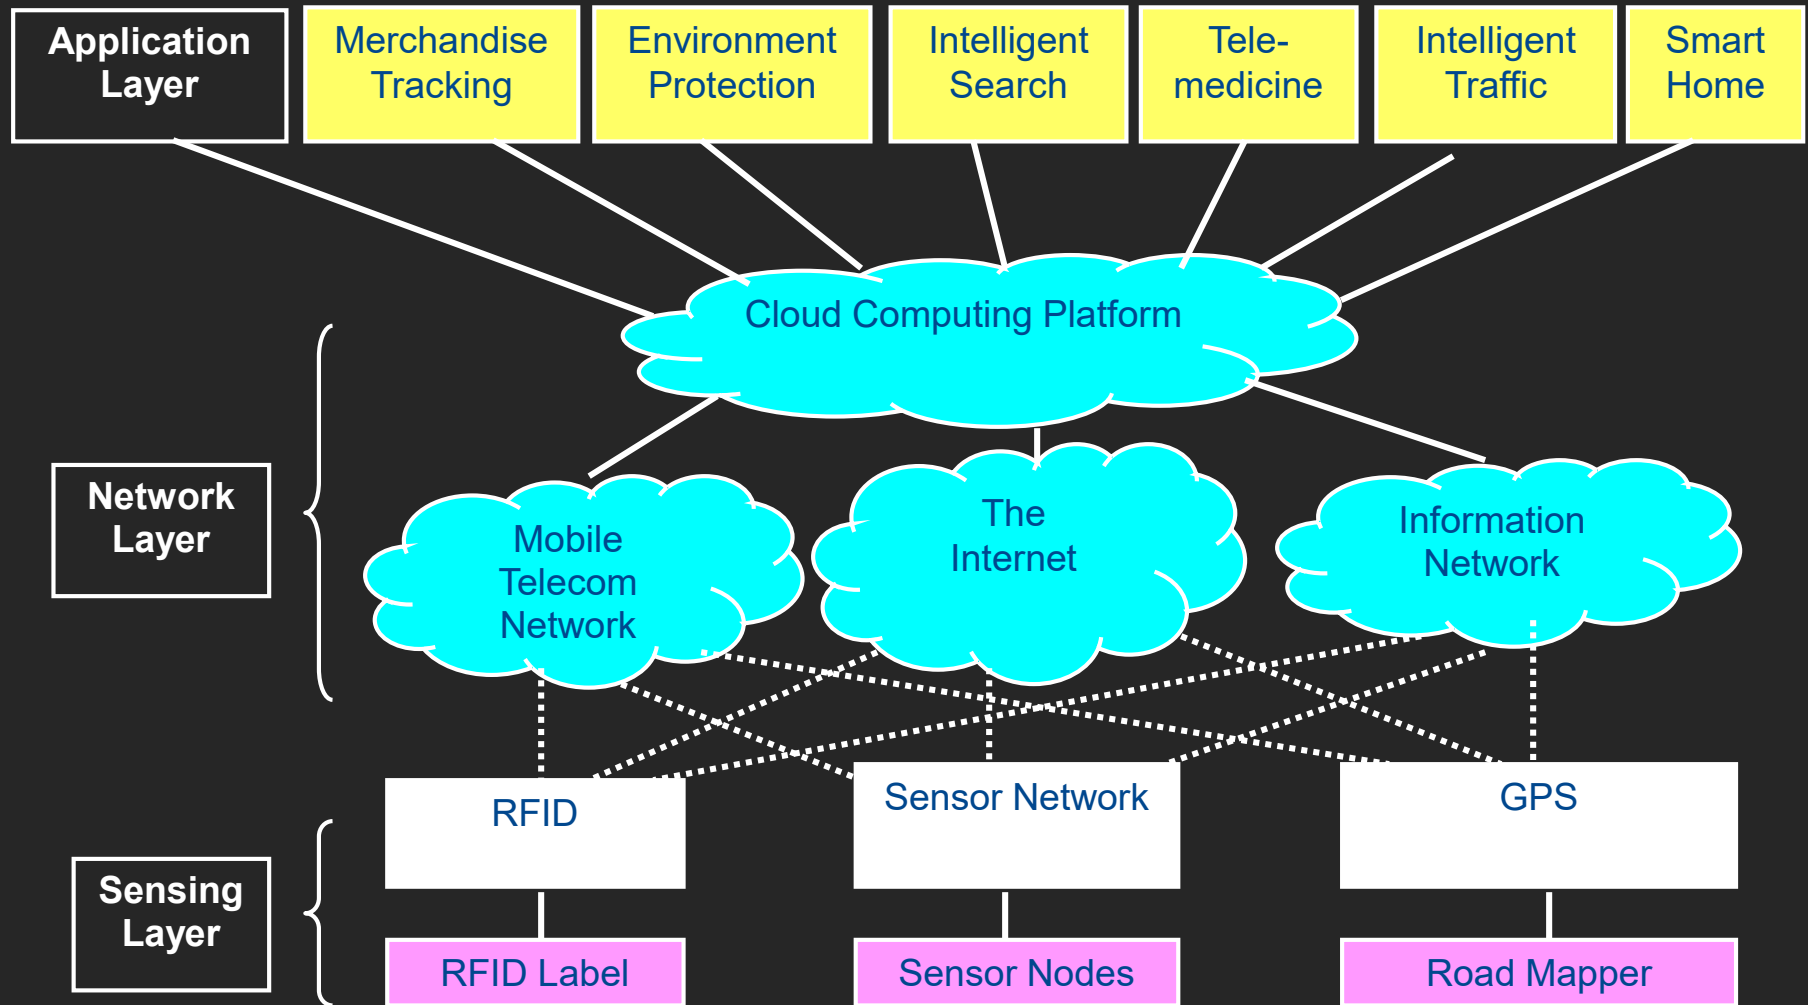 Application
Layer
Merchandise
Tracking
Environment
Protection
Intelligent
Search
Tele-
medicine
Intelligent
Traffic
Smart
Home
Cloud Computing Platform
Network
Layer
Mobile
Telecom
Network
The
Internet
Information
Network
RFID
Sensor Network
GPS
Sensing
Layer
RFID Label
Sensor Nodes
Road Mapper